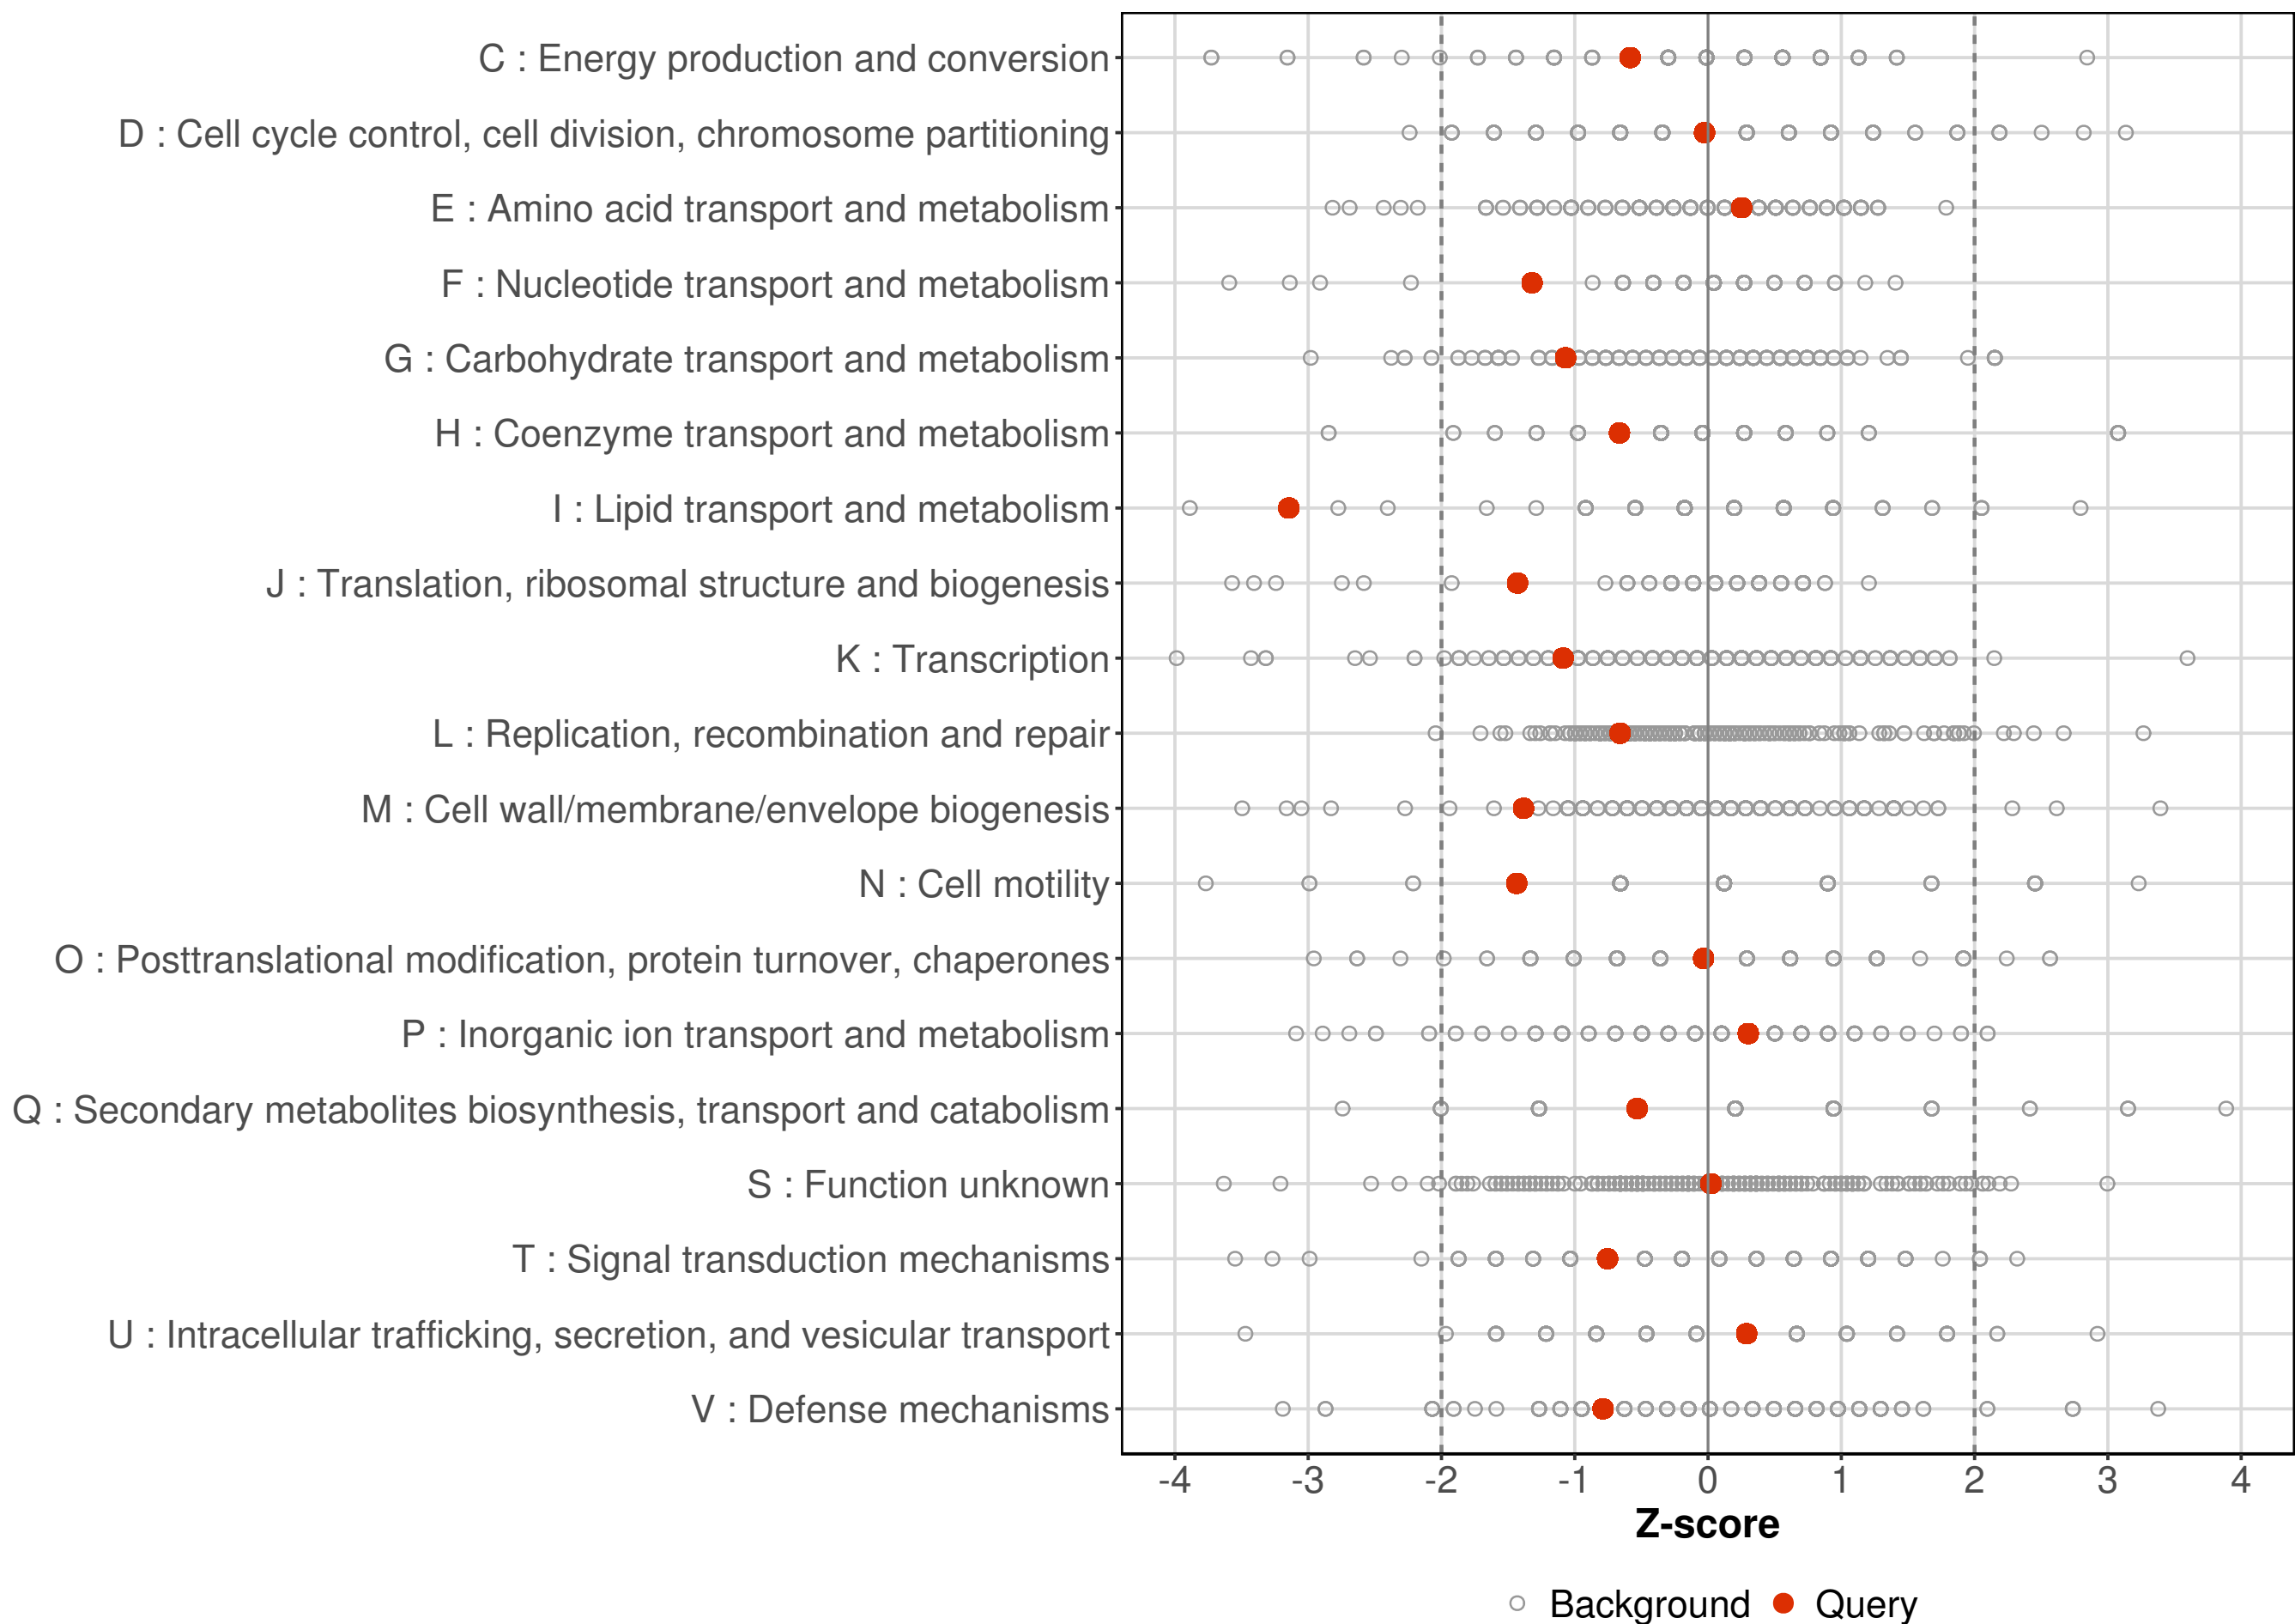 C : Energy production and conversion
D : Cell cycle control, cell division, chromosome partitioning
E : Amino acid transport and metabolism
F : Nucleotide transport and metabolism
G : Carbohydrate transport and metabolism
H : Coenzyme transport and metabolism
I : Lipid transport and metabolism
J : Translation, ribosomal structure and biogenesis
K : Transcription
L : Replication, recombination and repair
M : Cell wall/membrane/envelope biogenesis
N : Cell motility
O : Posttranslational modification, protein turnover, chaperones
P : Inorganic ion transport and metabolism
Q : Secondary metabolites biosynthesis, transport and catabolism
S : Function unknown
T : Signal transduction mechanisms
U : Intracellular trafficking, secretion, and vesicular transport
V : Defense mechanisms
-4 -3 -2 -1 0 1 2 3 4
Z-score
Background Query